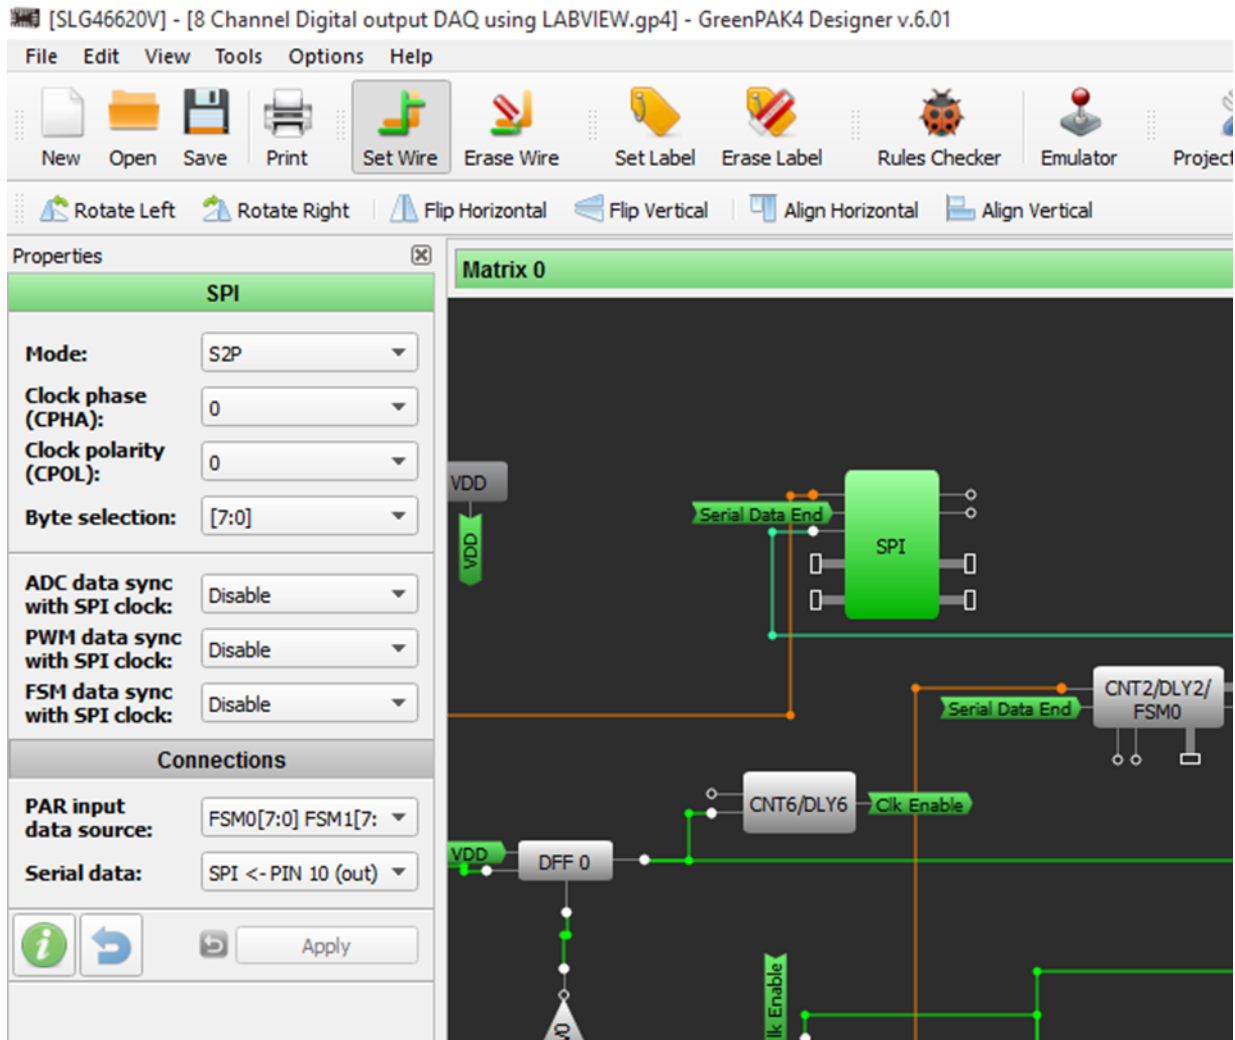 [SLG46620V] - [8 Channel Digital output DAQ using LABVIEW.gp4] - GreenPAK4 Designer v.6.01
File Edit View Tools Options Help
New Open Save Print Set Wire Erase Wire Set Label Erase Label Rules Checker Emulator Project
Rotate Left Rotate Right Flip Horizontal Flip Vertical Align Horizontal Align Vertical
Properties
SPI
Mode: S2P
Clock phase
(CPHA): 0
Clock polarity
(CPOL): 0
Byte selection: [7:0]
ADC data sync
with SPI clock: Disable
PWM data sync
with SPI clock: Disable
FSM data sync
with SPI clock: Disable
Connections
PAR input
data source: FSM0[7:0] FSM1[7:
Serial data: SPI <- PIN 10 (out)
Apply
Matrix 0
VDD
VDD
Serial Data End
SPI
Serial Data End
CNT2/DLY2/
FSM0
CNT6/DLY6
Clk Enable
VDD
DFF 0
lk Enable